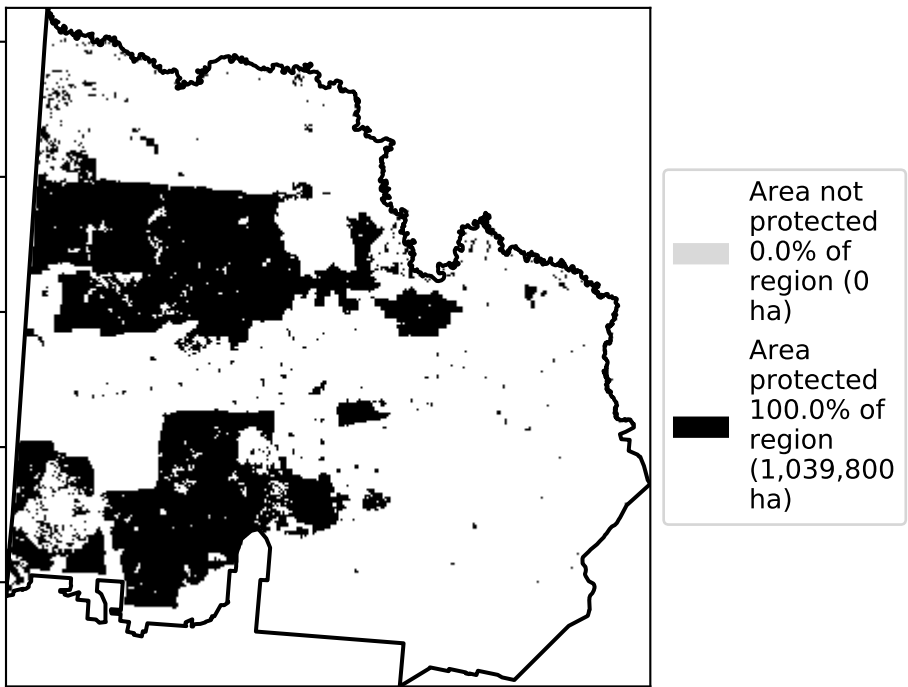 Area not
protected
0.0% of
region (0
ha)
Area
protected
100.0% of
region
(1,039,800
ha)